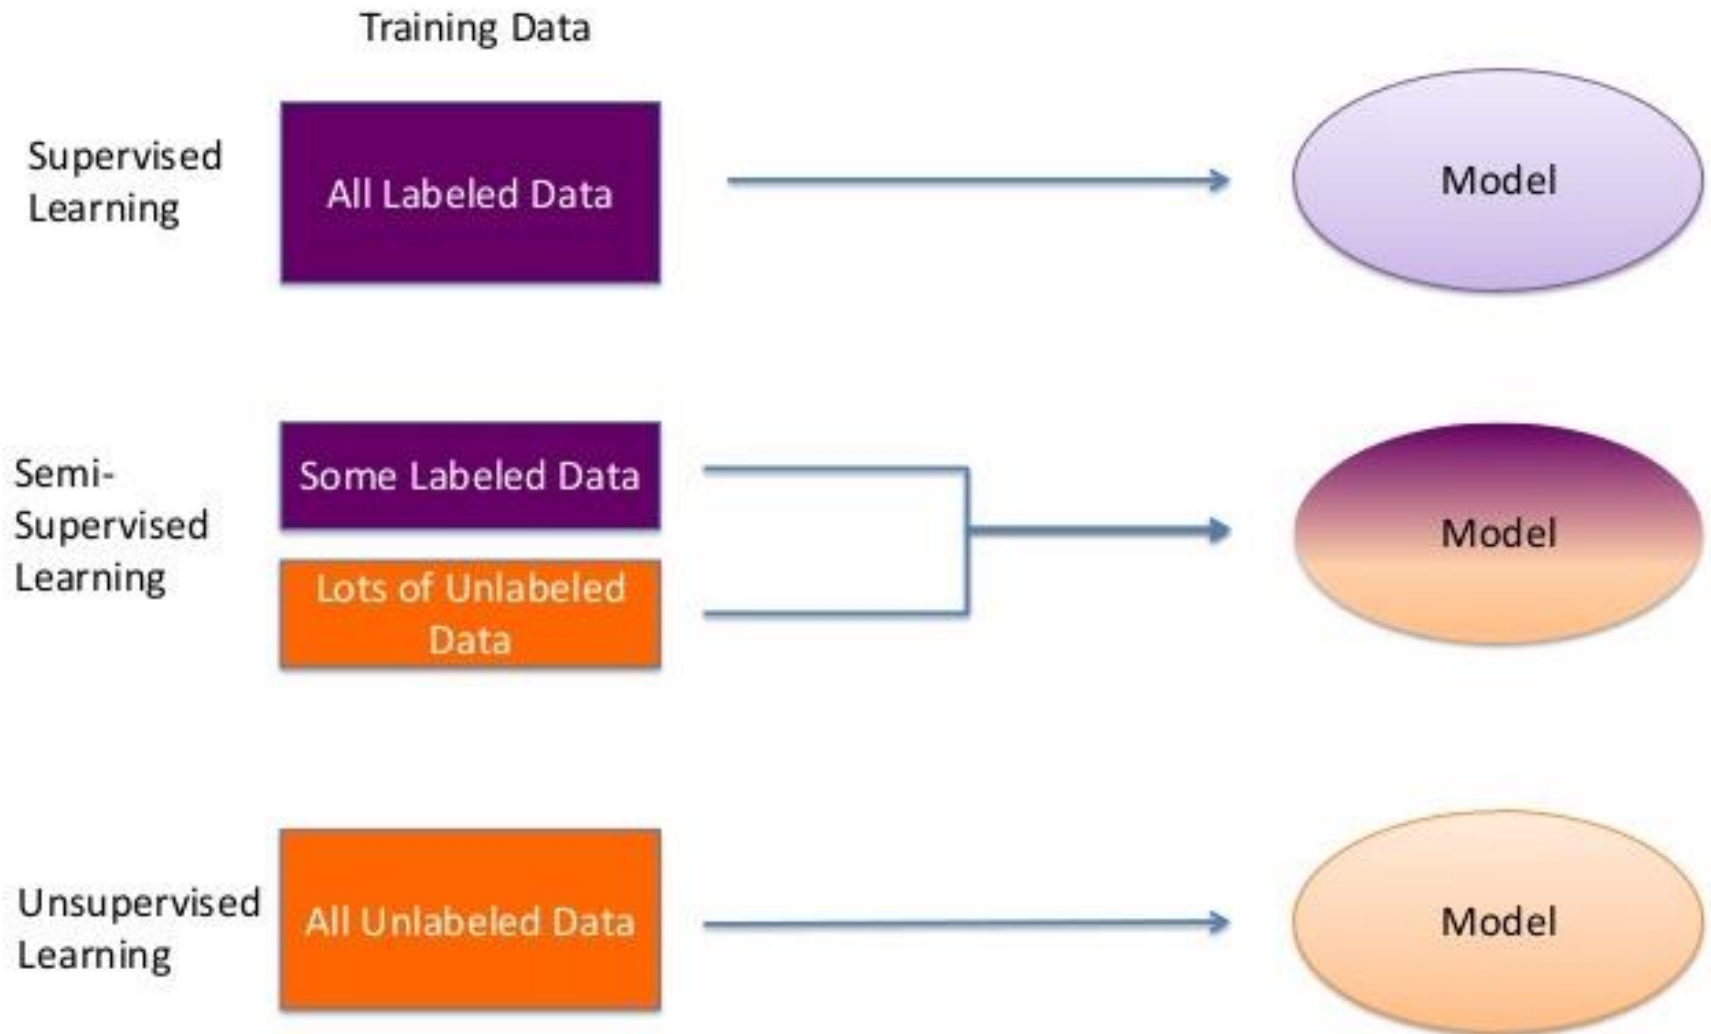 Training Data
Supervised
Learning
All Labeled Data
Model
Semi-
Supervised
Learning
Some Labeled Data
Lots of Unlabeled
Data
Model
Unsupervised
Learning
All Unlabeled Data
Model